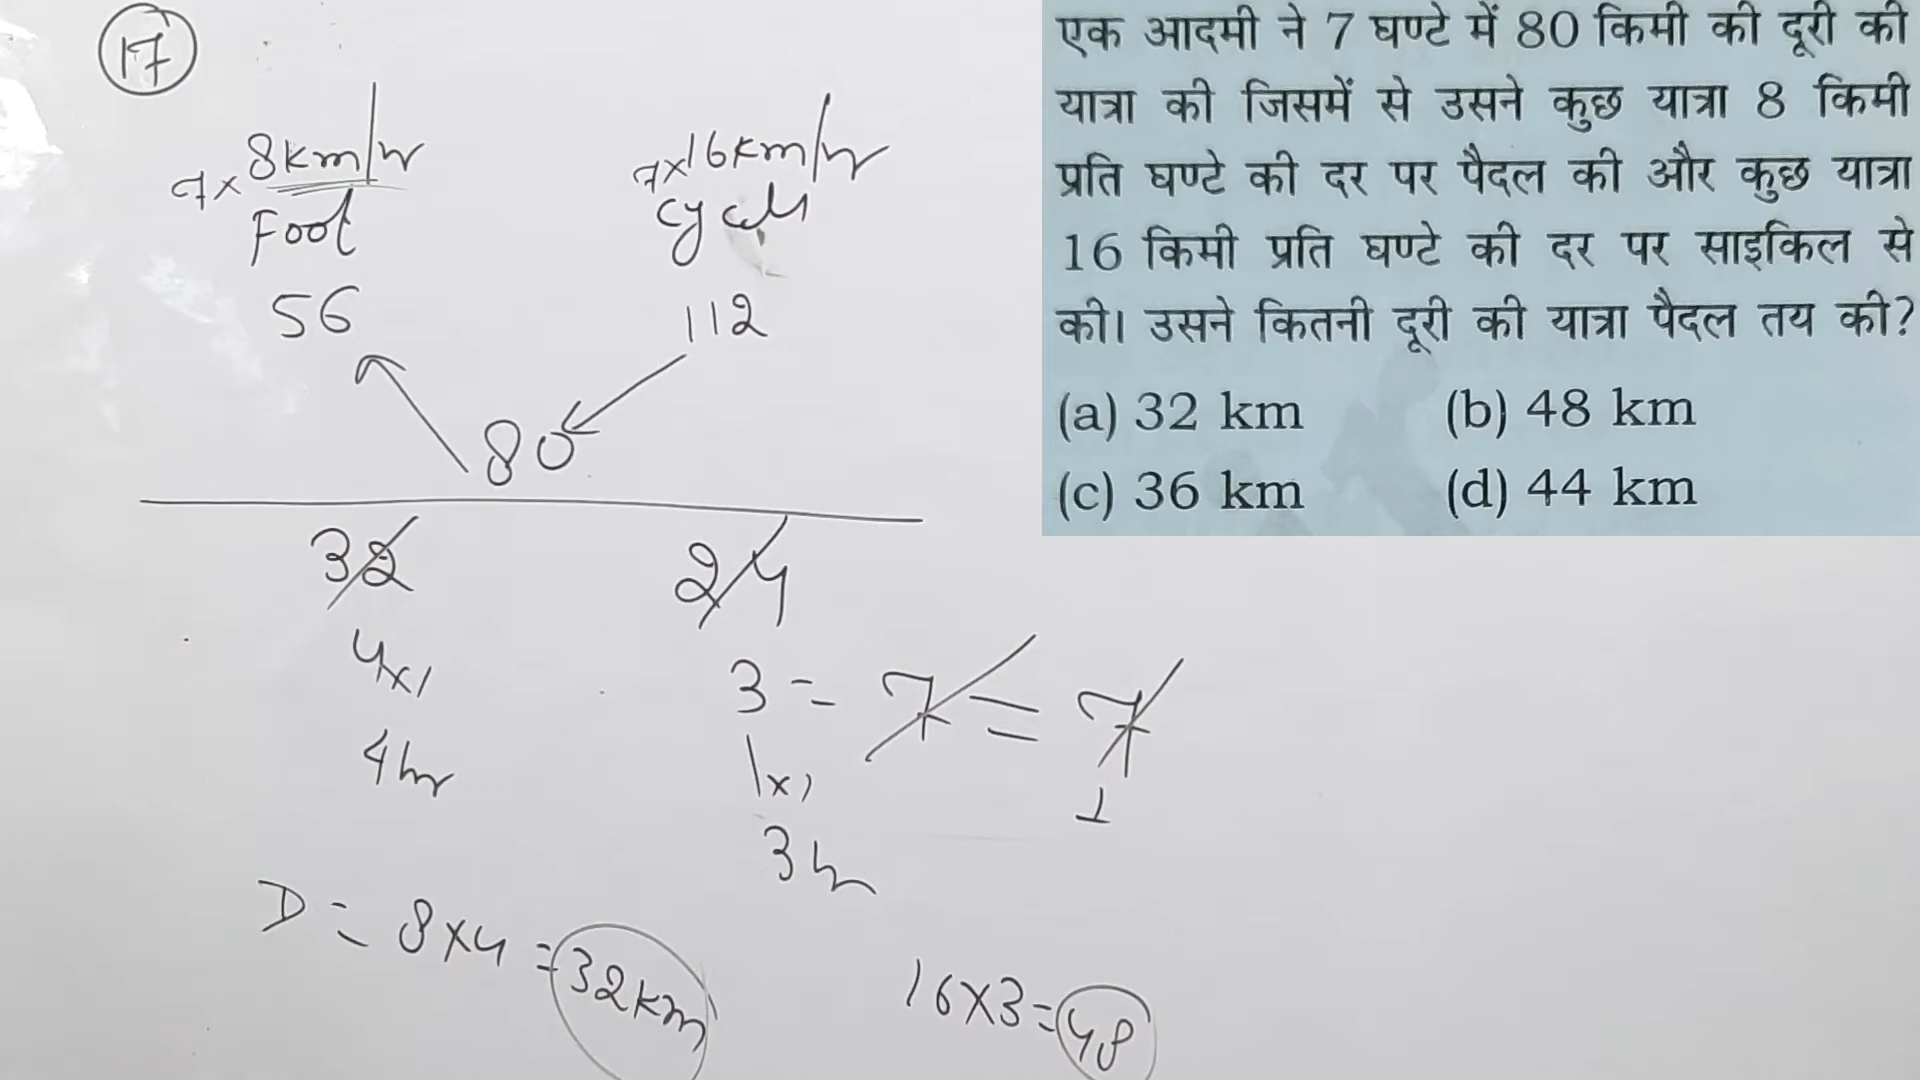 17
7×8km/hr
Foot
56
7×16km/hr
Cycle
112
80
32
24
4×1
3 = 7 = 7
4hr
1×1
1
3h
D = 8×4 = 32km
16×3=48
एक आदमी ने 7 घण्टे में 80 किमी की दूरी की
यात्रा की जिसमें से उसने कुछ यात्रा 8 किमी
प्रति घण्टे की दर पर पैदल की और कुछ यात्रा
16 किमी प्रति घण्टे की दर पर साइकिल से
की। उसने कितनी दूरी की यात्रा पैदल तय की?
(a) 32 km (b) 48 km
(c) 36 km (d) 44 km